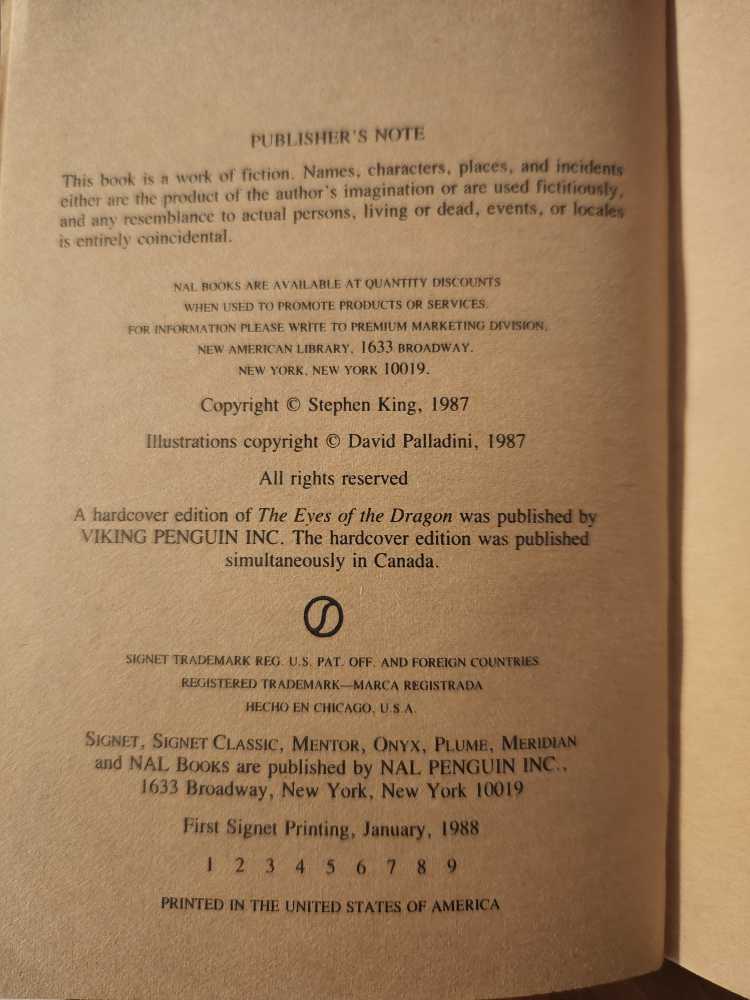 PUBLISHER'S NOTE
This book is a work of fiction. Names, characters, places, and incidents
either are the product of the author's imagination or are used fictitiously,
and any resemblance to actual persons, living or dead, events, or locales
is entirely coincidental.
NAL BOOKS ARE AVAILABLE AT QUANTITY DISCOUNTS
WHEN USED TO PROMOTE PRODUCTS OR SERVICES.
FOR INFORMATION PLEASE WRITE TO PREMIUM MARKETING DIVISION,
NEW AMERICAN LIBRARY, 1633 BROADWAY,
NEW YORK, NEW YORK 10019.
Copyright © Stephen King, 1987
Illustrations copyright © David Palladini, 1987
All rights reserved
A hardcover edition of The Eyes of the Dragon was published by
VIKING PENGUIN INC. The hardcover edition was published
simultaneously in Canada.
SIGNET TRADEMARK REG. U.S. PAT. OFF. AND FOREIGN COUNTRIES
REGISTERED TRADEMARK—MARCA REGISTRADA
HECHO EN CHICAGO, U.S.A.
SIGNET, SIGNET CLASSIC, MENTOR, ONYX, PLUME, MERIDIAN
and NAL BOOKS are published by NAL PENGUIN INC.,
1633 Broadway, New York, New York 10019
First Signet Printing, January, 1988
1 2 3 4 5 6 7 8 9
PRINTED IN THE UNITED STATES OF AMERICA